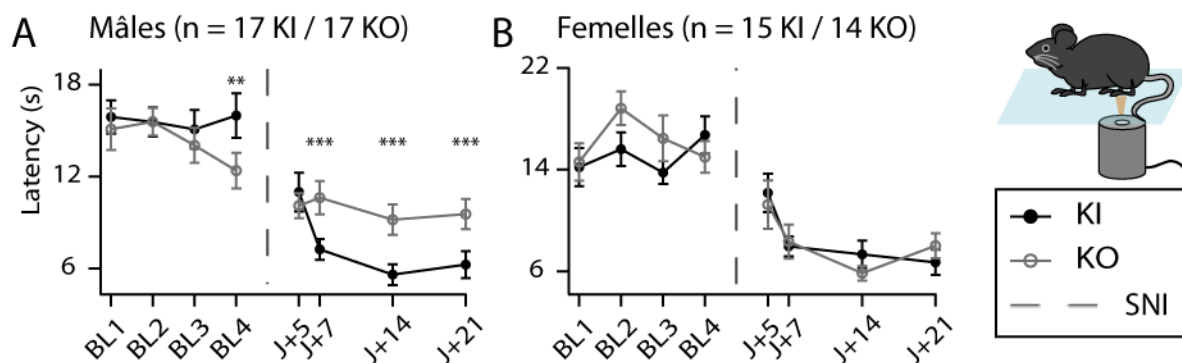 A Mâles (n = 17 KI / 17 KO)
Latency (s)
18
12
6
**
*** *** ***
BL1 BL2 BL3 BL4 J+5 J+7 J+14 J+21
B Femelles (n = 15 KI / 14 KO)
22
14
6
BL1 BL2 BL3 BL4 J+5 J+7 J+14 J+21
KI
KO
SNI